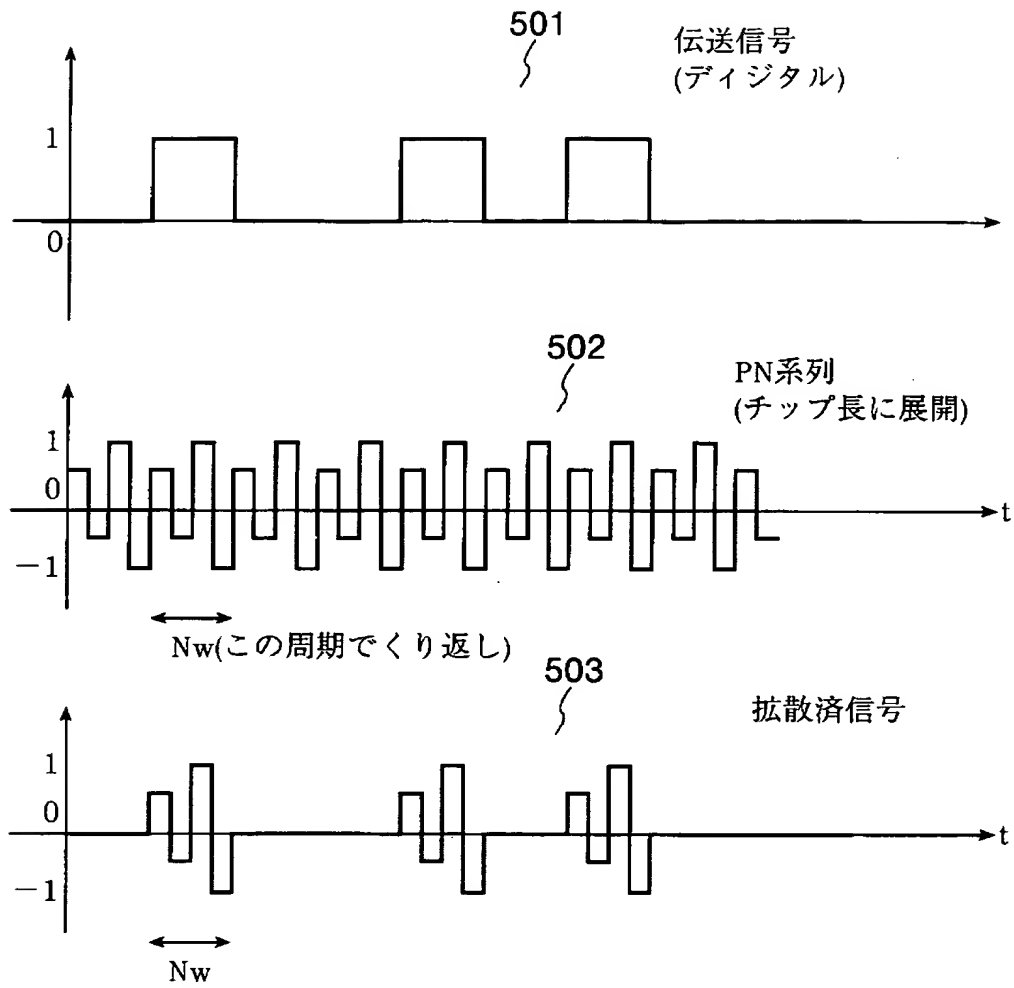 501
伝送信号
(ディジタル)
1
0
502
PN系列
(チップ長に展開)
1
0
t
−1
Nw(この周期でくり返し)
503
拡散済信号
1
0
t
−1
Nw